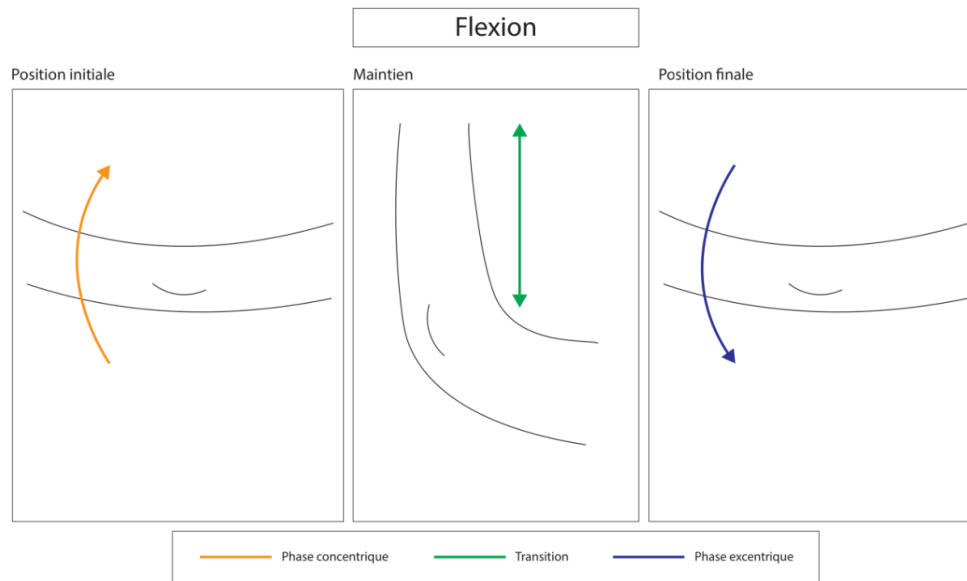 Flexion
Position initiale
Maintien
Position finale
Phase concentrique
Transition
Phase excentrique